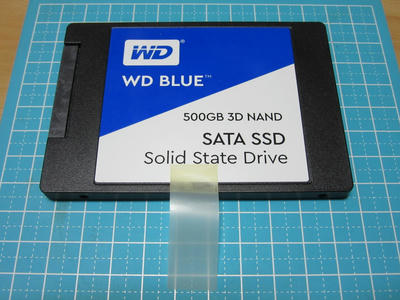 WD
WD BLUE™
500GB 3D NAND
SATA SSD
Solid State Drive